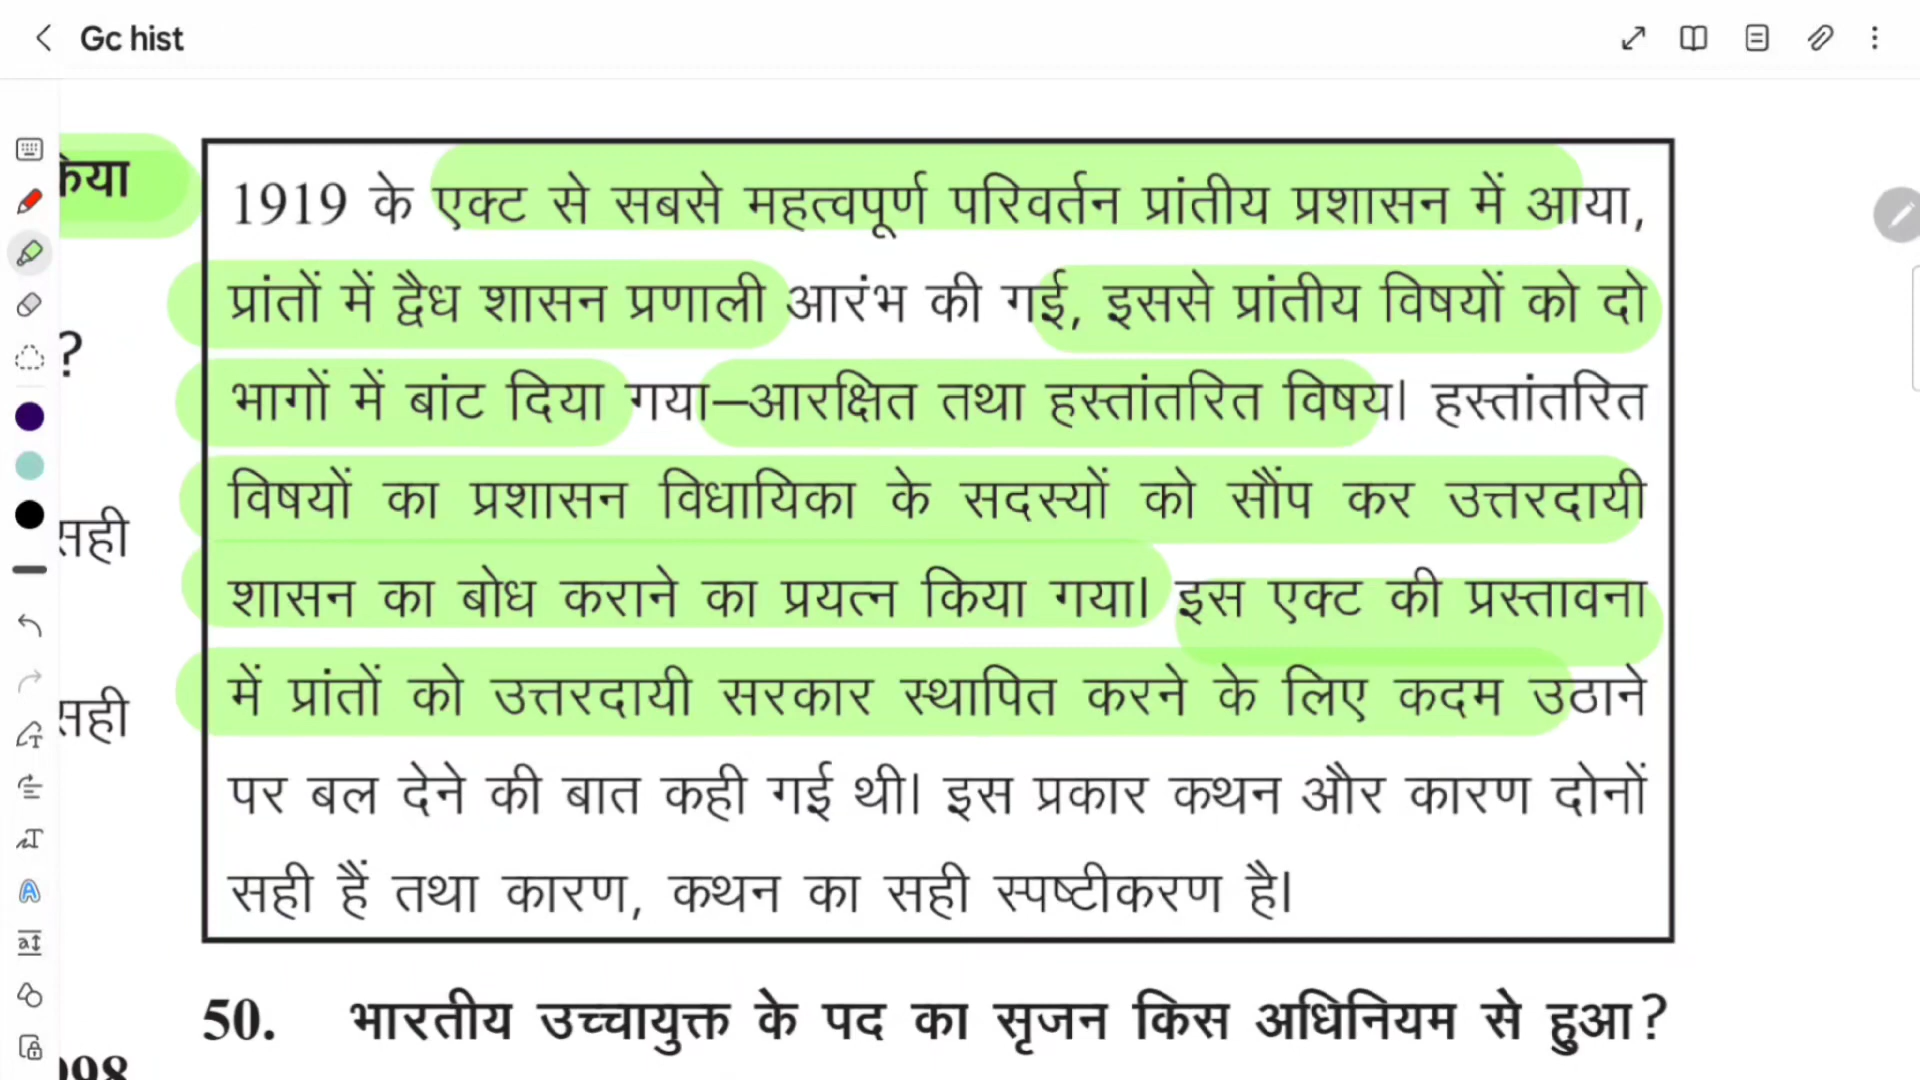 Gc hist
किया
1919 के एक्ट से सबसे महत्वपूर्ण परिवर्तन प्रांतीय प्रशासन में आया,
प्रांतों में द्वैध शासन प्रणाली आरंभ की गई, इससे प्रांतीय विषयों को दो
?
भागों में बांट दिया गया–आरक्षित तथा हस्तांतरित विषय। हस्तांतरित
विषयों का प्रशासन विधायिका के सदस्यों को सौंप कर उत्तरदायी
सही
शासन का बोध कराने का प्रयत्न किया गया। इस एक्ट की प्रस्तावना
में प्रांतों को उत्तरदायी सरकार स्थापित करने के लिए कदम उठाने
सही
पर बल देने की बात कही गई थी। इस प्रकार कथन और कारण दोनों
सही हैं तथा कारण, कथन का सही स्पष्टीकरण है।
50. भारतीय उच्चायुक्त के पद का सृजन किस अधिनियम से हुआ?